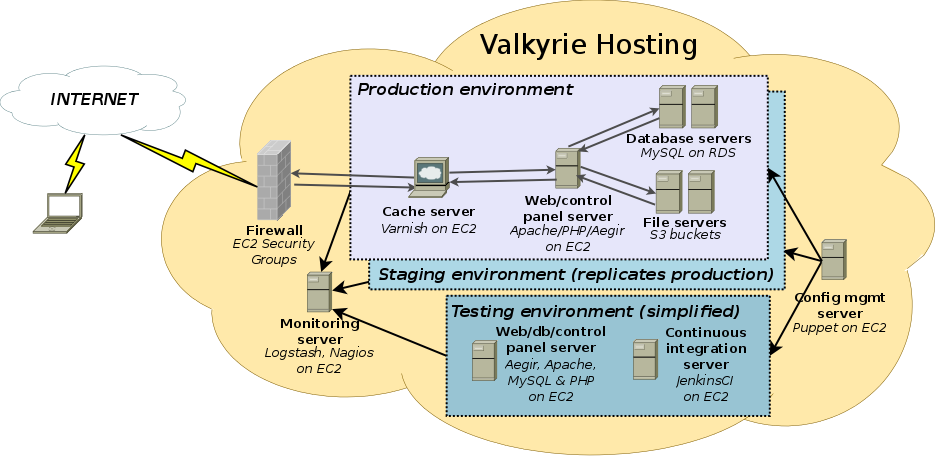 Valkyrie Hosting
INTERNET
Production environment
Database servers
MySQL on RDS
Cache server
Varnish on EC2
Web/control
panel server
Apache/PHP/Aegir
on EC2
File servers
S3 buckets
Firewall
EC2 Security
Groups
Staging environment (replicates production)
Monitoring
server
Logstash, Nagios
on EC2
Config mgmt
server
Puppet on EC2
Testing environment (simplified)
Web/db/control
panel server
Aegir, Apache,
MySQL & PHP
on EC2
Continuous
integration
server
JenkinsCI
on EC2